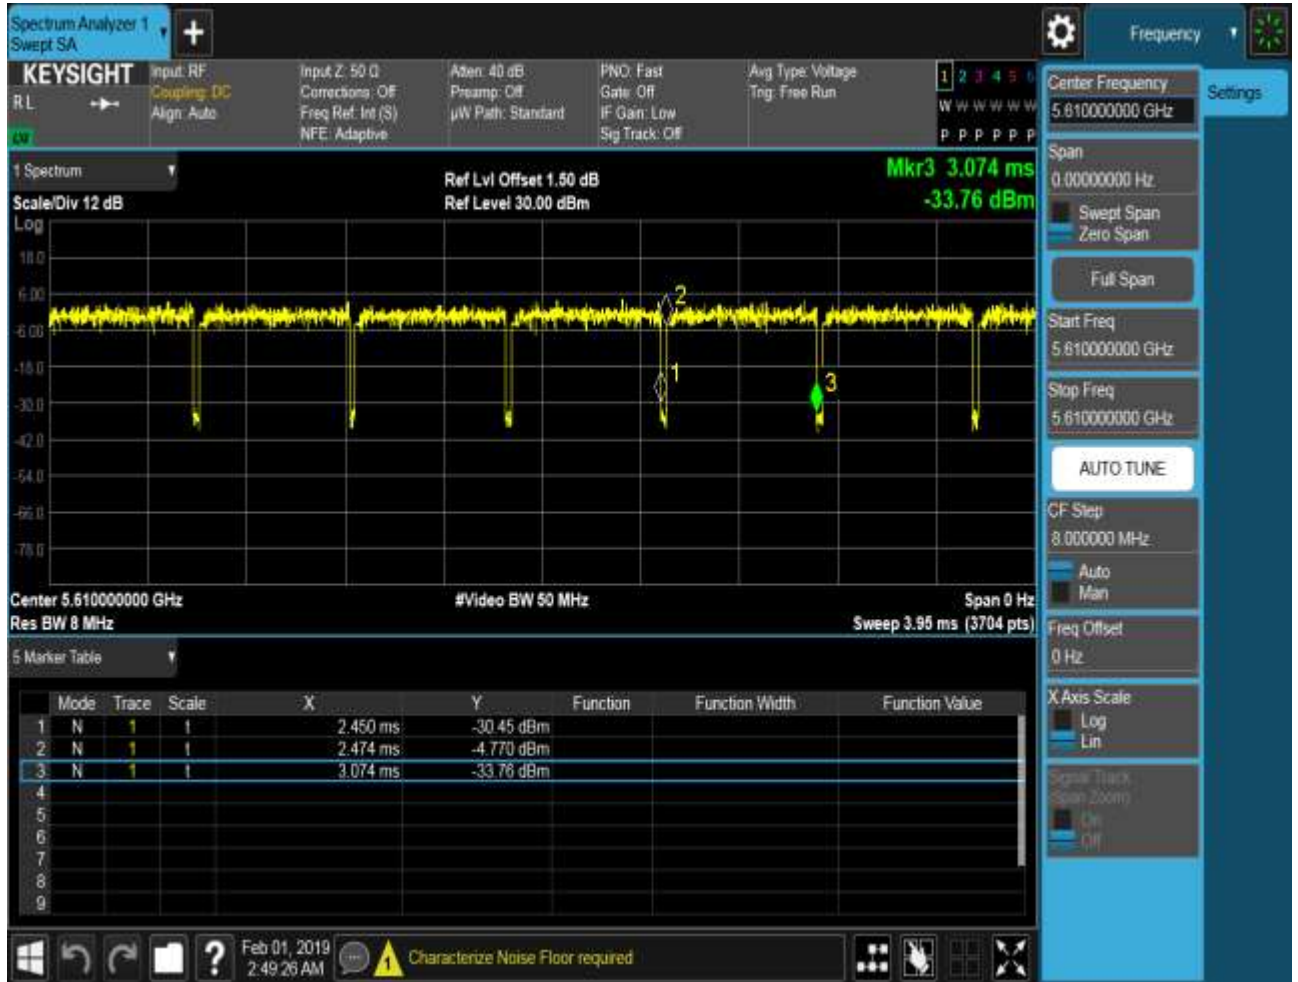 Spectrum Analyzer 1
Swept SA
+
Frequency
KEYSIGHT
RL
Input: RF
Coupling: DC
Align: Auto
Input Z: 50 Ω
Corrections: Off
Freq Ref: Int (S)
NFE: Adaptive
Atten: 40 dB
Preamp: Off
µW Path: Standard
PNO: Fast
Gate: Off
IF Gain: Low
Sig Track: Off
Avg Type: Voltage
Trig: Free Run
1 2 3 4 5 6
W W W W W W
P P P P P P
Settings
Center Frequency
5.610000000 GHz
Span
0.00000000 Hz
Swept Span
Zero Span
Full Span
Start Freq
5.610000000 GHz
Stop Freq
5.610000000 GHz
AUTO TUNE
CF Step
8.000000 MHz
Auto
Man
Freq Offset
0 Hz
X Axis Scale
Log
Lin
Signal Track
(Span Zoom)
On
Off
1 Spectrum
Scale/Div 12 dB
Log
Ref Lvl Offset 1.50 dB
Ref Level 30.00 dBm
Mkr3 3.074 ms
-33.76 dBm
18.0
6.00
-6.00
-18.0
-30.0
-42.0
-54.0
-66.0
-78.0
2
1
3
Center 5.610000000 GHz
#Video BW 50 MHz
Span 0 Hz
Res BW 8 MHz
Sweep 3.95 ms (3704 pts)
5 Marker Table
Mode Trace Scale X Y Function Function Width Function Value
1 N 1 t 2.450 ms -30.45 dBm
2 N 1 t 2.474 ms -4.770 dBm
3 N 1 t 3.074 ms -33.76 dBm
4
5
6
7
8
9
?
Feb 01, 2019
2:49:26 AM
1
Characterize Noise Floor required